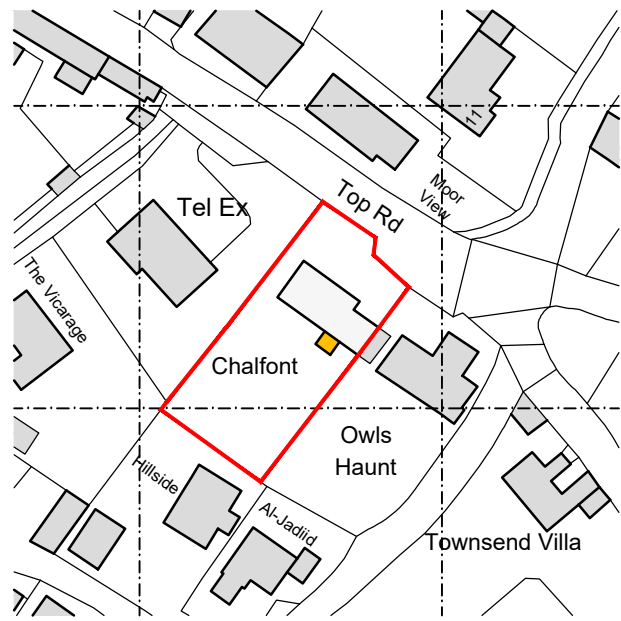 11
Moor
View
Top Rd
Tel Ex
The Vicarage
Chalfont
Owls
Haunt
Hillside
Al-Jadiid
Townsend Villa